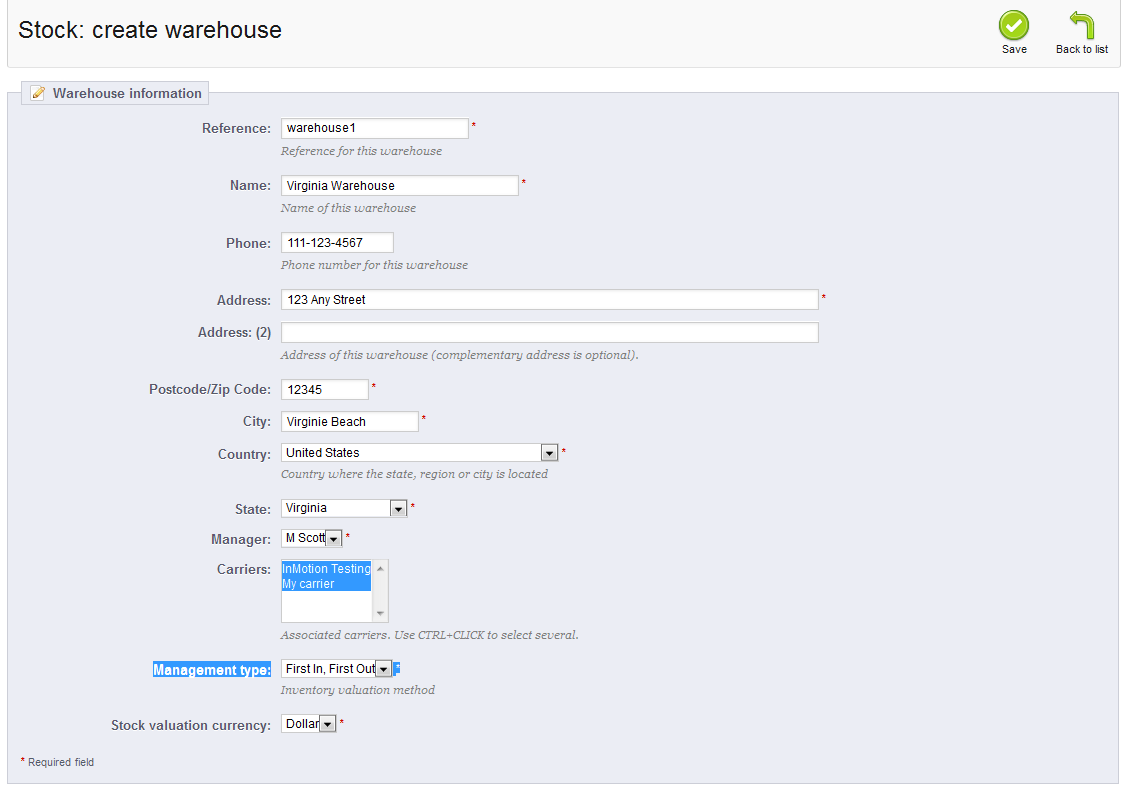 Stock: create warehouse
Save
Back to list
Warehouse information
Reference: warehouse1 *
Reference for this warehouse
Name: Virginia Warehouse *
Name of this warehouse
Phone: 111-123-4567
Phone number for this warehouse
Address: 123 Any Street *
Address: (2)
Address of this warehouse (complementary address is optional).
Postcode/Zip Code: 12345 *
City: Virginie Beach *
Country: United States *
Country where the state, region or city is located
State: Virginia *
Manager: M Scott *
Carriers: InMotion Testing
My carrier
Associated carriers. Use CTRL+CLICK to select several.
Management type: First In, First Out *
Inventory valuation method
Stock valuation currency: Dollar *
* Required field